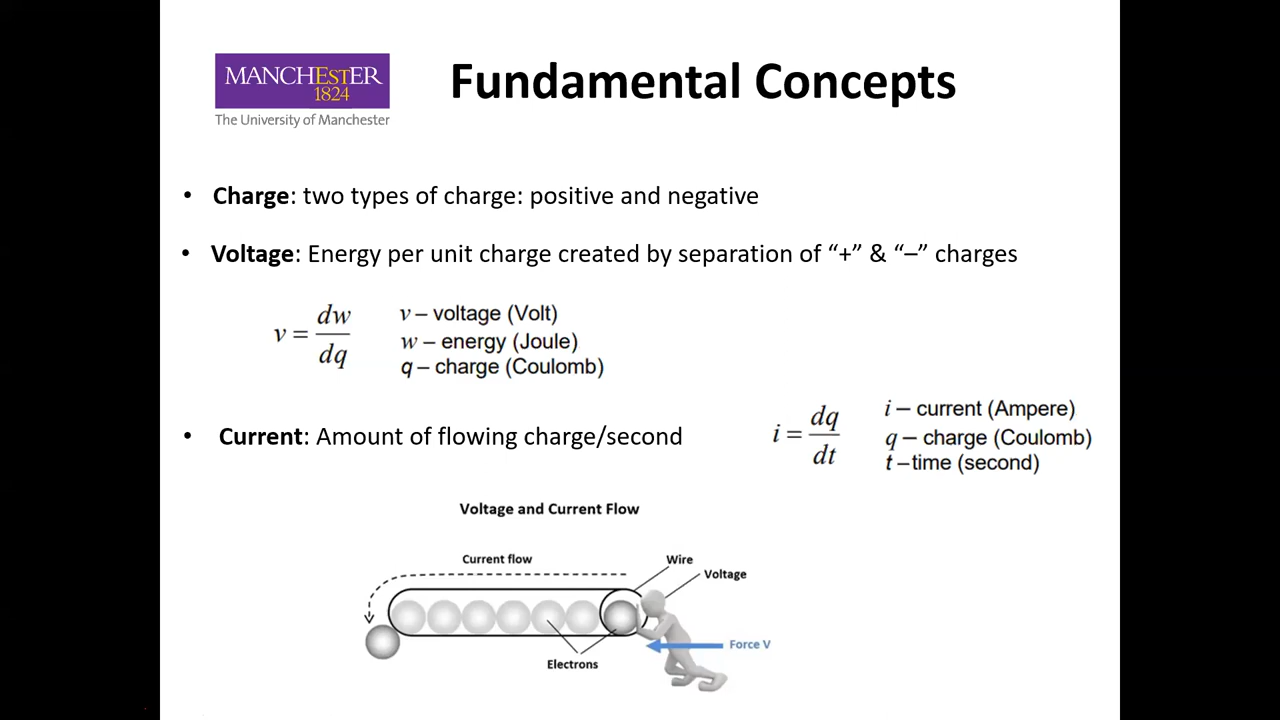 MANCHESTER
1824
The University of Manchester
Fundamental Concepts
• Charge: two types of charge: positive and negative
• Voltage: Energy per unit charge created by separation of “+” & “–” charges
v = dw/dq
v – voltage (Volt)
w – energy (Joule)
q – charge (Coulomb)
• Current: Amount of flowing charge/second
i = dq/dt
i – current (Ampere)
q – charge (Coulomb)
t –time (second)
Voltage and Current Flow
Current flow
Wire
Voltage
Force V
Electrons